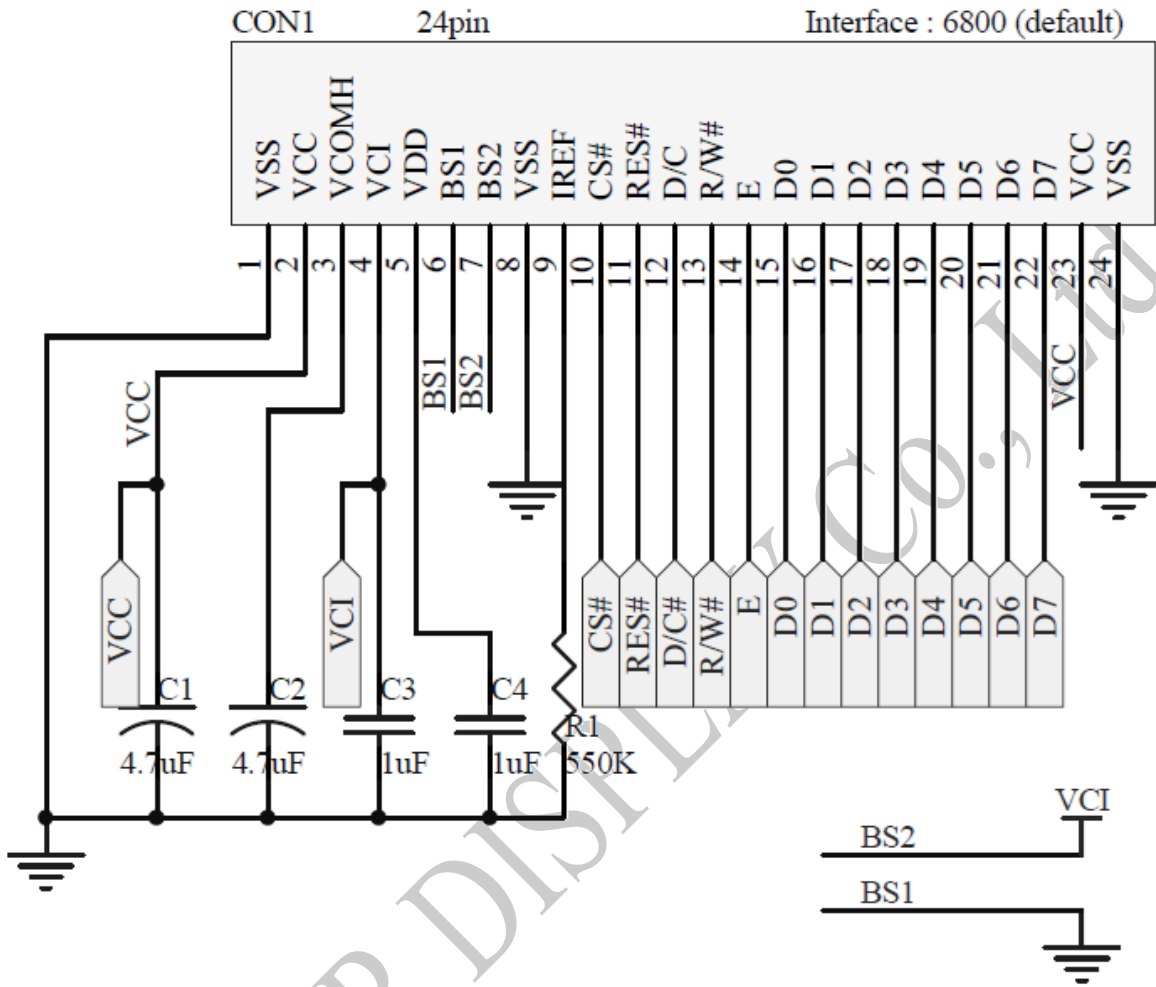 CON1 24pin Interface : 6800 (default)
VSS
VCC
VCOMH
VCI
VDD
BS1
BS2
VSS
IREF
CS#
RES#
D/C
R/W#
E
D0
D1
D2
D3
D4
D5
D6
D7
VCC
VSS
1
2
3
4
5
6
7
8
9
10
11
12
13
14
15
16
17
18
19
20
21
22
23
24
VCC
BS1
BS2
VCC
VCC
VCI
CS#
RES#
D/C#
R/W#
E
D0
D1
D2
D3
D4
D5
D6
D7
C1
C2
C3
C4
R1
4.7uF
4.7uF
1uF
1uF
550K
VCI
BS2
BS1
DISPLAY Co., Ltd